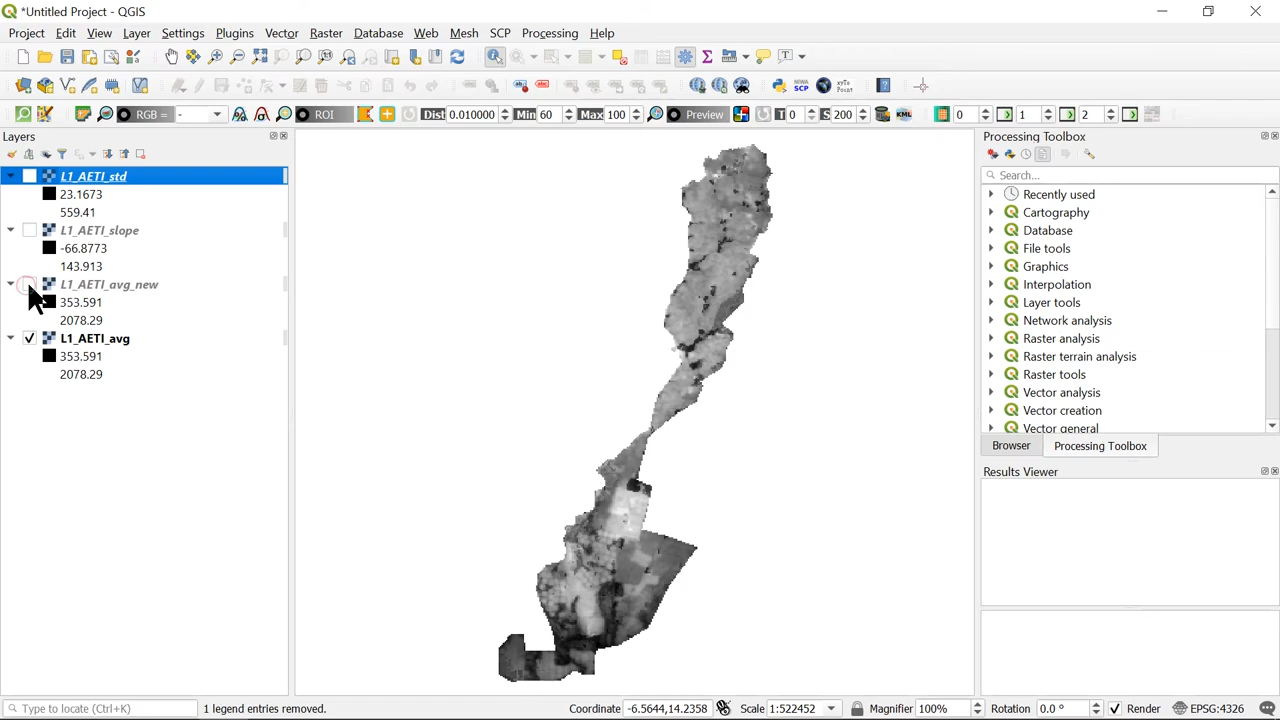 *Untitled Project - QGIS
Project Edit View Layer Settings Plugins Vector Raster Database Web Mesh SCP Processing Help
RGB = - ROI Dist 0.010000 Min 60 Max 100 Preview T 0 S 200 KML 0 1 2
Layers
L1_AETI_std
23.1673
559.41
L1_AETI_slope
-66.8773
143.913
L1_AETI_avg_new
353.591
2078.29
L1_AETI_avg
353.591
2078.29
Processing Toolbox
Search...
Recently used
Cartography
Database
File tools
Graphics
Interpolation
Layer tools
Network analysis
Raster analysis
Raster terrain analysis
Raster tools
Vector analysis
Vector creation
Vector general
Browser Processing Toolbox
Results Viewer
Type to locate (Ctrl+K) 1 legend entries removed. Coordinate -6.5644,14.2358 Scale 1:522452 Magnifier 100% Rotation 0.0 ° Render EPSG:4326